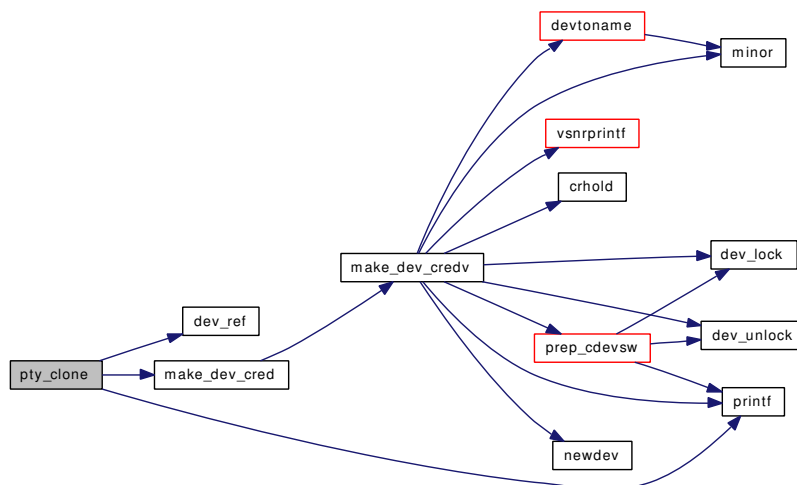 devtoname
minor
vsnrprintf
crhold
make_dev_credv
dev_lock
dev_ref
dev_unlock
prep_cdevsw
pty_clone
make_dev_cred
printf
newdev